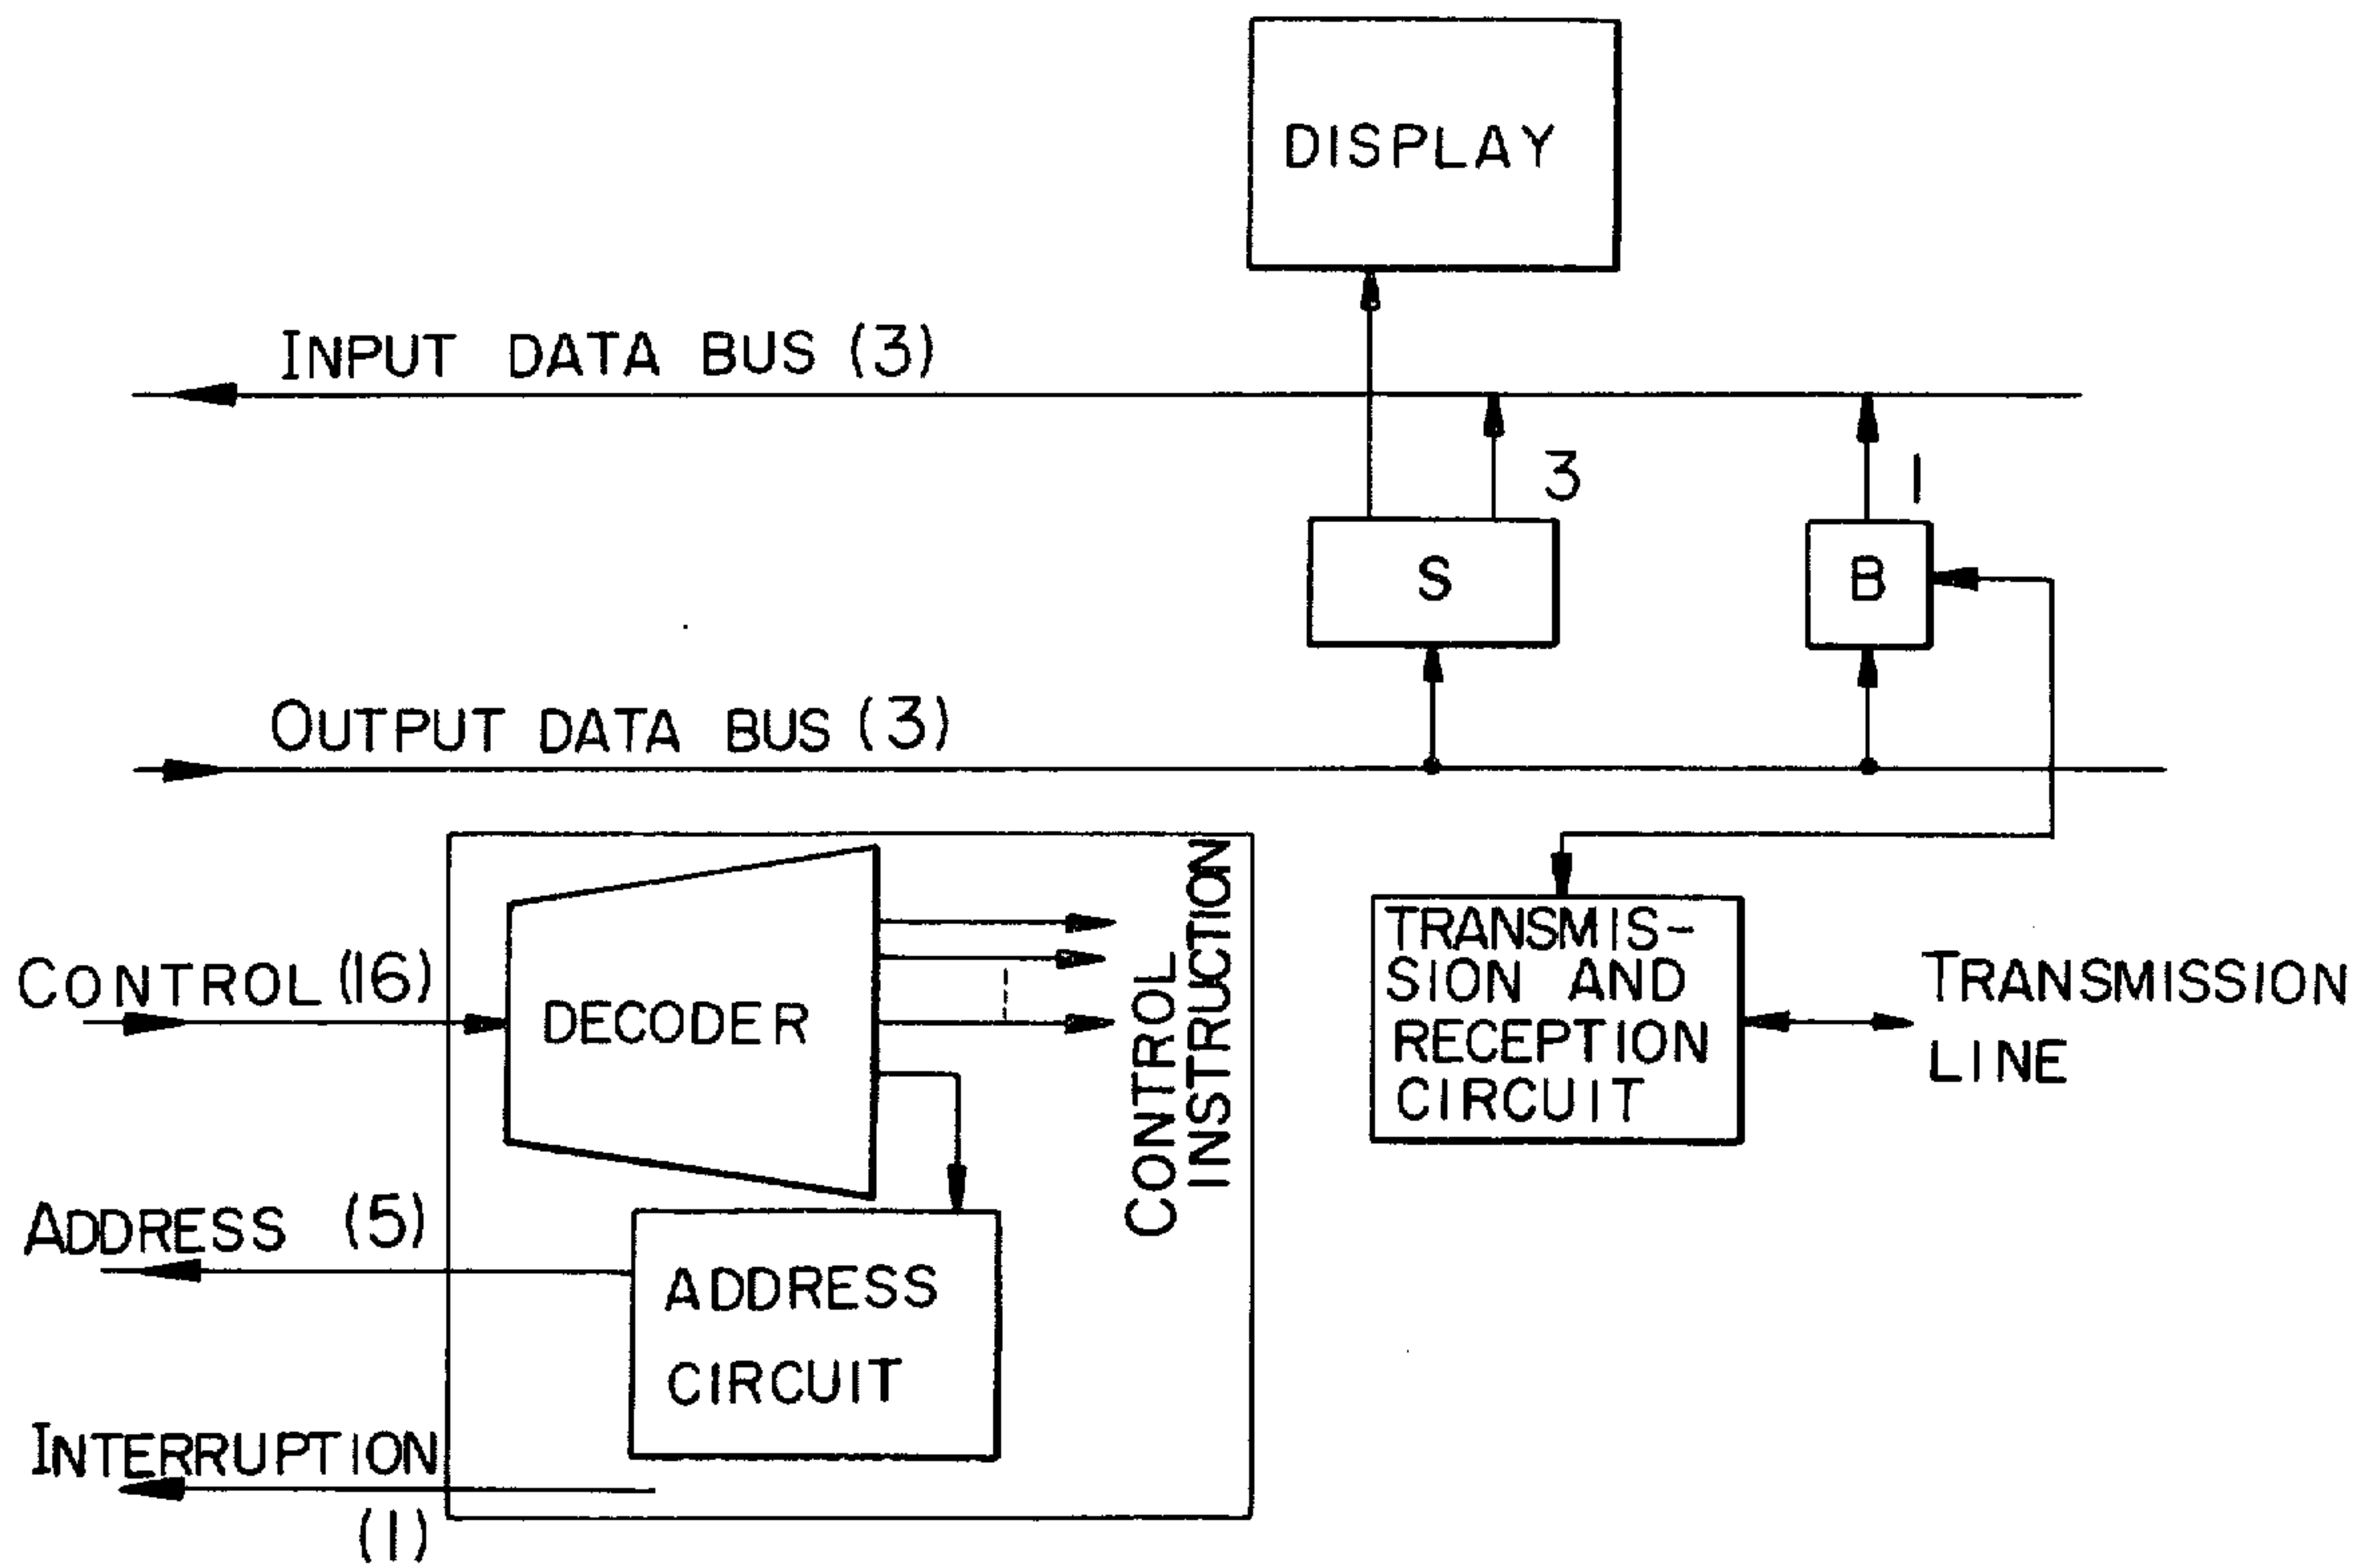 DISPLAY
INPUT DATA BUS (3)
3
1
S
B
OUTPUT DATA BUS (3)
CONTROL (16)
DECODER
CONTROL
INSTRUCTION
TRANSMIS-
SION AND
RECEPTION
CIRCUIT
TRANSMISSION
LINE
ADDRESS (5)
ADDRESS
CIRCUIT
INTERRUPTION
(1)